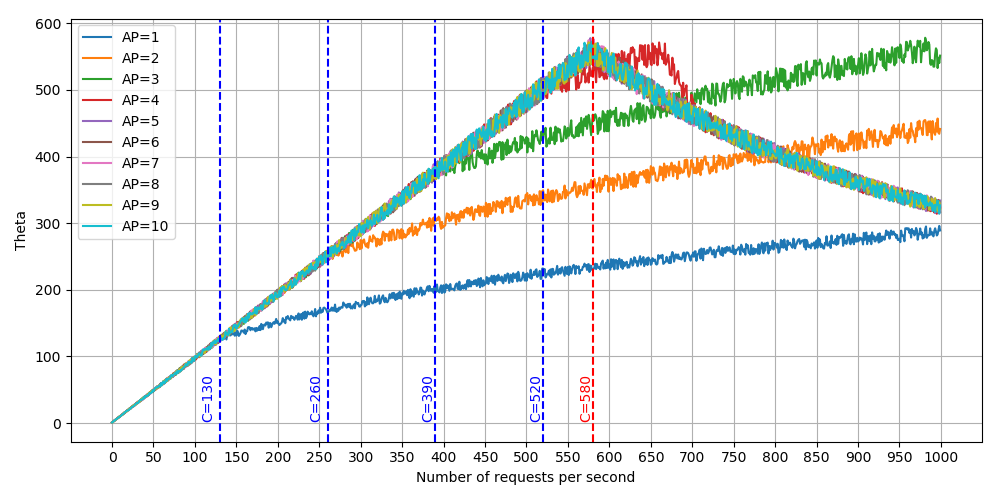 600
500
400
300
200
100
0
Theta
AP=1
AP=2
AP=3
AP=4
AP=5
AP=6
AP=7
AP=8
AP=9
AP=10
C=130
C=260
C=390
C=520
C=580
0 50 100 150 200 250 300 350 400 450 500 550 600 650 700 750 800 850 900 950 1000
Number of requests per second